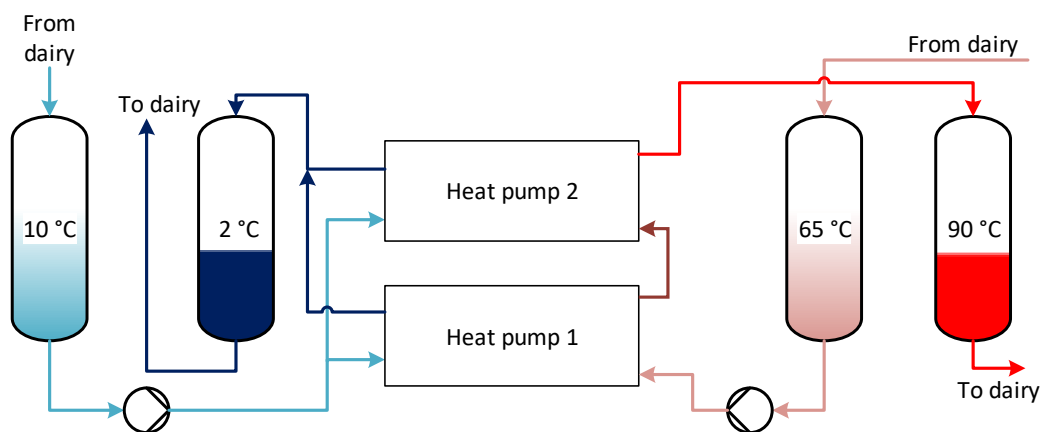 From
dairy
To dairy
From dairy
10 °C
2 °C
Heat pump 2
65 °C
90 °C
Heat pump 1
To dairy